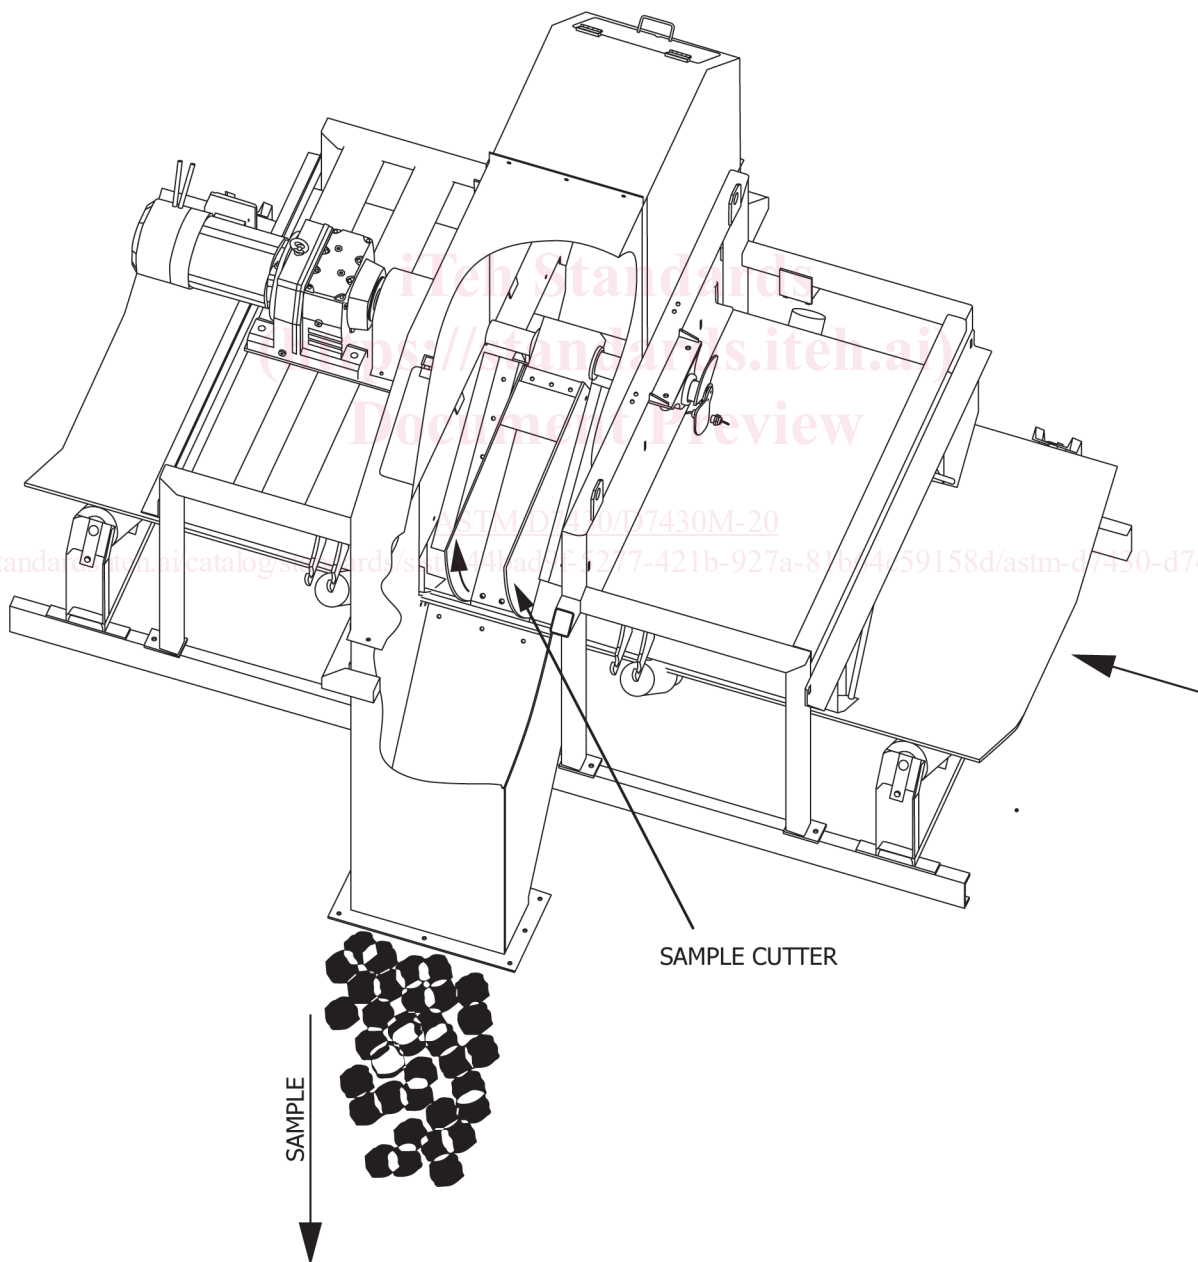 iTeh Standards
(https://standards.iteh.ai)
Document Preview
ASTM D7430/D7430M-20
SAMPLE CUTTER
SAMPLE